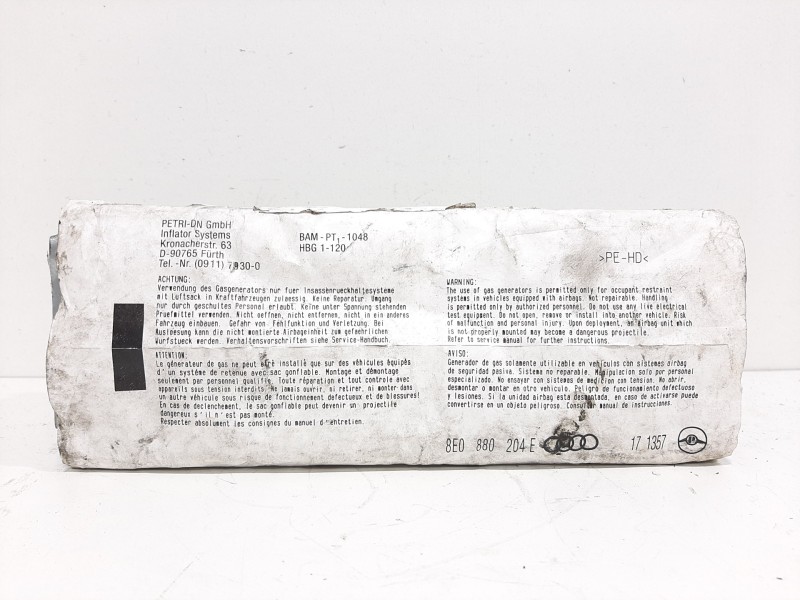 PETRI-DN GmbH
Inflator Systems
Kronacherstr. 63
D-90765 Fürth
Tel.-Nr. (0911) 7930-0
BAM-PT1-1048
HBG 1-120
>PE-HD<
ACHTUNG:
Verwendung des Gasgenerators nur fuer Insassenrueckhaltesysteme
mit Luftsack in Kraftfahrzeugen zulaessig. Keine Reparatur. Umgang
nur durch geschultes Personal erlaubt. Keine unter Spannung stehenden
Pruefmittel verwenden. Nicht oeffnen, nicht entfernen, nicht in ein anderes
Fahrzeug einbauen. Gefahr von Fehlfunktion und Verletzung. Bei
Ausloesung kann die nicht montierte Airbageinheit zum gefaehrlichen
Wurfstueck werden. Verhaltensvorschriften siehe Service-Handbuch.
WARNING:
The use of gas generators is permitted only for occupant restraint
systems in vehicles equipped with airbags. Not repairable. Handling
is permitted only by authorized personnel. Do not use any live electrical
test equipment. Do not open, remove or install into another vehicle. Risk
of malfunction and personal injury. Upon deployment, an airbag unit which
is not properly mounted may become a dangerous projectile.
Refer to service manual for further instructions.
ATTENTION:
Le générateur de gas ne peut être installé que sur des véhicules équipés
d'un système de retenue avec sac gonflable. Montage et démontage
seulement par personnel qualifié. Toute réparation et tout controle avec
appareils sous tension interdits. Ne jamais ouvrir, ni retirer, ni monter dans
un autre véhicule sous risque de fonctionnement défectueux et de blessures!
En cas de declenchement, le sac gonflable peut devenir un projectile
dangereux s'il n'est pas monté.
Respecter absolument les consignes du manuel d'entretien.
AVISO:
Generador de gas solamente utilizable en vehículos con sistemas airbag
de seguridad pasiva. Sistema no reparable. Manipulacion solo por personal
especializado. No ensayar con sistemas de medicion con tension. No abrir,
desmontar o montar en otro vehículo. Peligro de funcionamiento defectuoso
y lesiones. Si la unidad airbag esta desmontada, en caso de activarse puede
convertirse en un objeto peligroso. Consultar manual de instrucciones.
8E0 880 204 E 17 1357